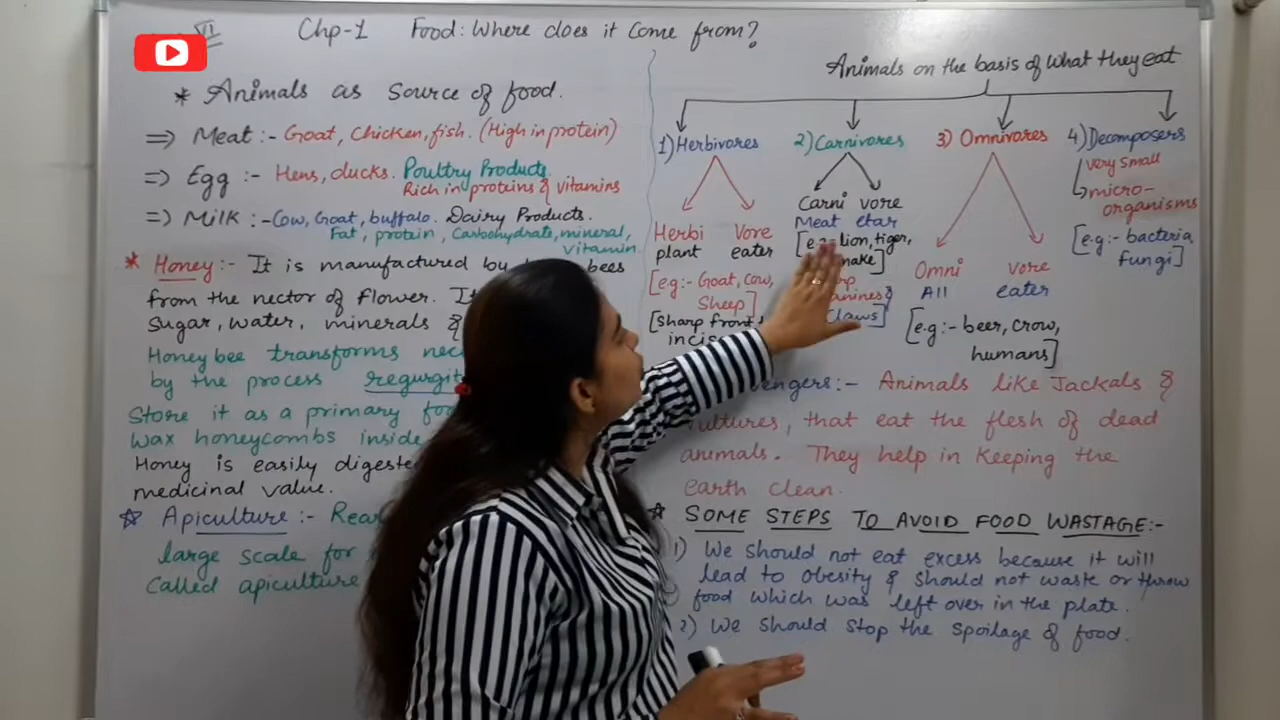 VI Chp-1 Food: Where does it Come from?
* Animals as Source of food.
⇒ Meat :- Goat, Chicken, fish. (High in protein)
⇒ Egg :- Hens, ducks. Poultry Products.
Rich in proteins & vitamins
⇒ Milk :- Cow, Goat, buffalo. Dairy Products.
Fat, protein, Carbohydrate, mineral,
vitamin.
* Honey :- It is manufactured by bees
from the nector of flower.
Sugar, water, minerals &
Honeybee transforms
by the process
Store it as a primary
wax honeycombs inside
Honey is easily
medicinal value.
☆ Apiculture :-
large scale for
Called apiculture
Animals on the basis of what they eat
1) Herbivores
Herbi Vore
plant eater
[e.g:- Goat, Cow,
Sheep]
[sharp front
2) Carnivores
Carni vore
Meat etar
lion, tiger,
Claws]
3) Omnivores
Omni vore
All eater
[e.g:- beer, Crow,
humans]
4) Decomposers
very small
micro-
organisms
[e.g:- bacteria,
fungi]
Animals like Jackals &
that eat the flesh of dead
animals. They help in keeping the
earth clean.
* SOME STEPS TO AVOID FOOD WASTAGE:-
1) We should not eat excess because it will
lead to obesity & should not waste or throw
food which was left over in the plate.
2) We should stop the spoilage of food.